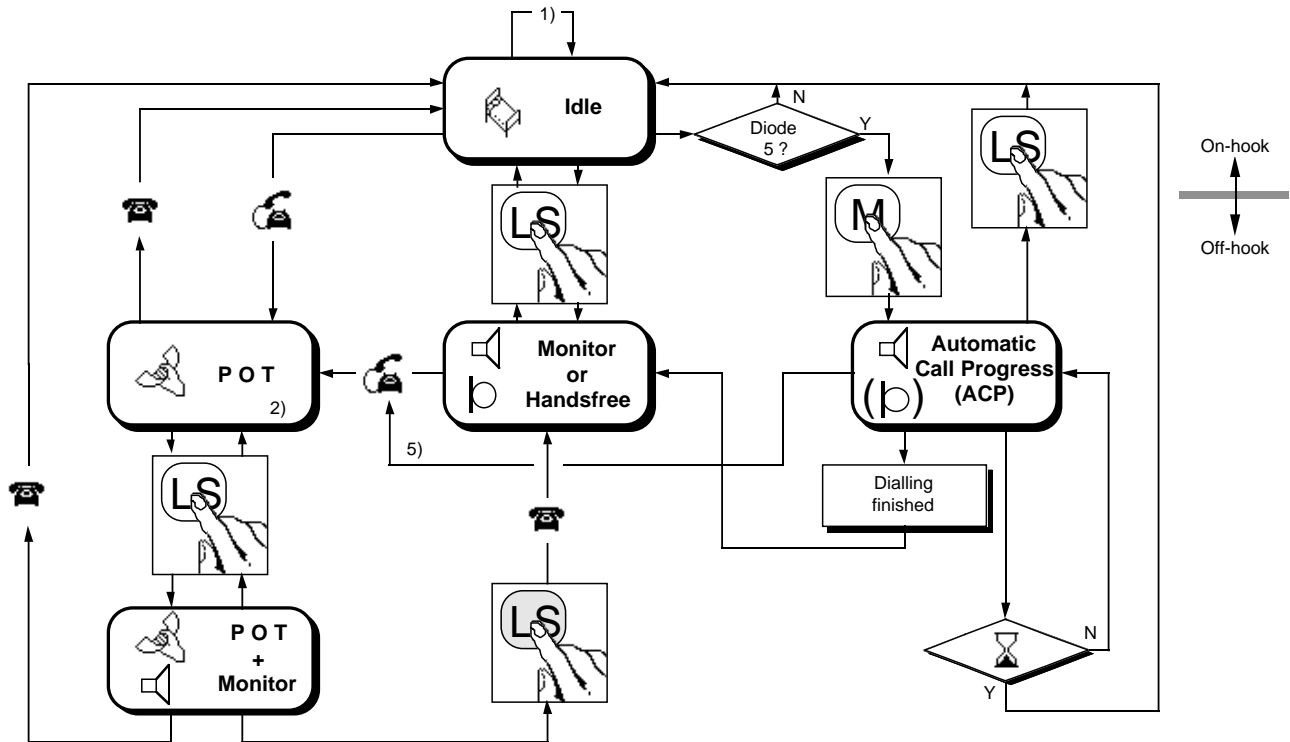 1)
Idle
N
Diode
5 ?
Y
LS
On-hook
Off-hook
LS
M
P O T
2)
Monitor
or
Handsfree
Automatic
Call Progress
(ACP)
( )
5)
LS
Dialling
finished
P O T
+
Monitor
LS
N
Y